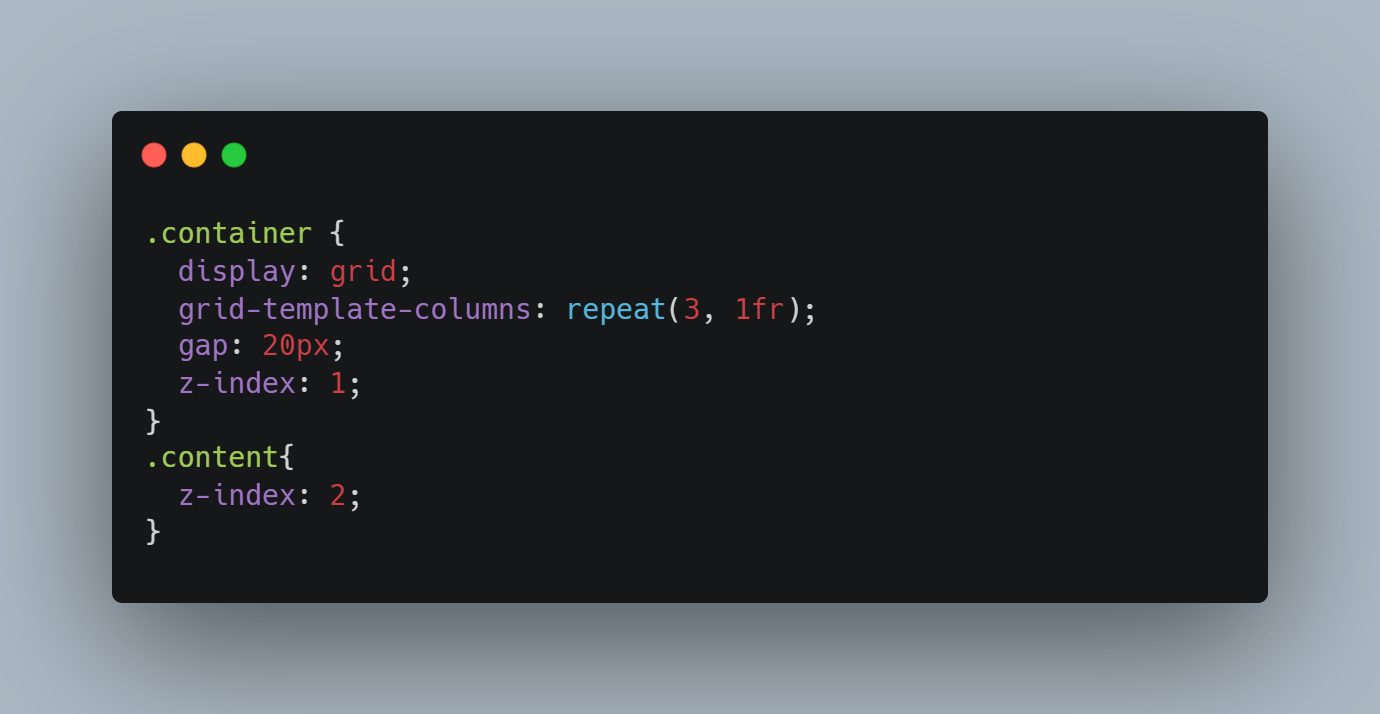 .container {
  display: grid;
  grid-template-columns: repeat(3, 1fr);
  gap: 20px;
  z-index: 1;
}
.content{
  z-index: 2;
}